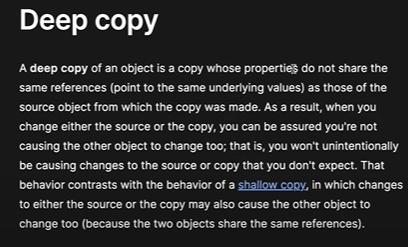 Deep copy
A deep copy of an object is a copy whose properties do not share the
same references (point to the same underlying values) as those of the
source object from which the copy was made. As a result, when you
change either the source or the copy, you can be assured you're not
causing the other object to change too; that is, you won't unintentionally
be causing changes to the source or copy that you don't expect. That
behavior contrasts with the behavior of a shallow copy, in which changes
to either the source or the copy may also cause the other object to
change too (because the two objects share the same references).